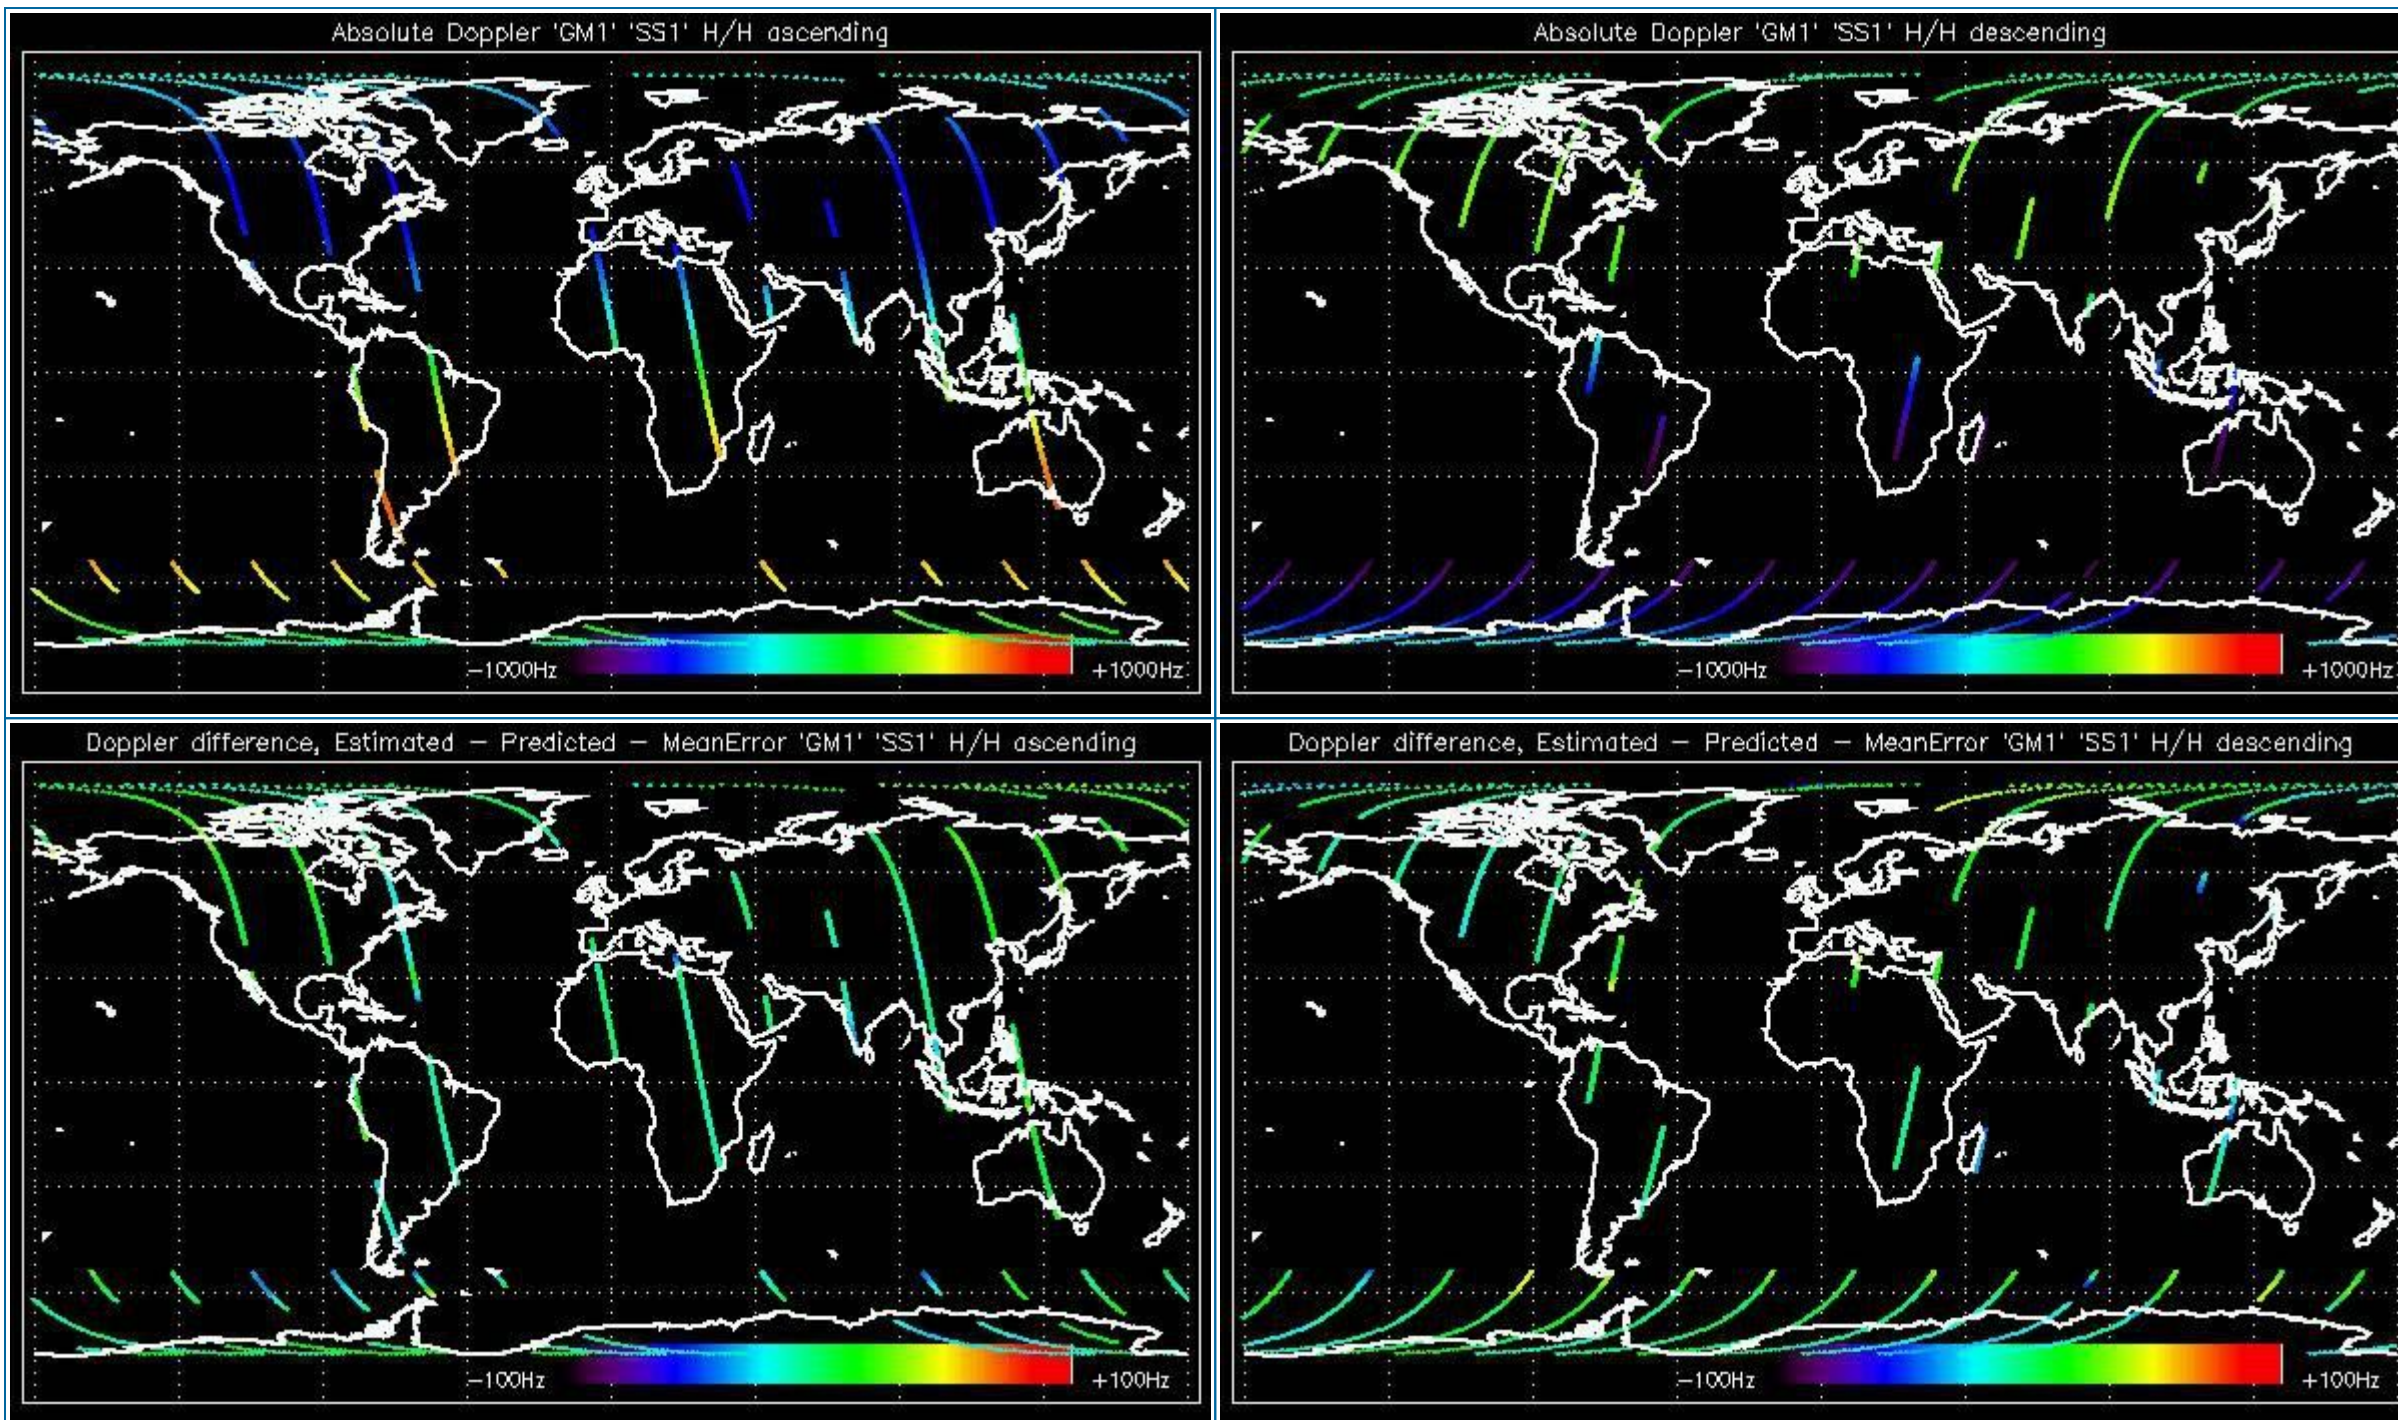 Absolute Doppler 'GM1' 'SS1' H/H ascending
−1000Hz
+1000Hz
Absolute Doppler 'GM1' 'SS1' H/H descending
−1000Hz
+1000Hz
Doppler difference, Estimated − Predicted − MeanError 'GM1' 'SS1' H/H ascending
−100Hz
+100Hz
Doppler difference, Estimated − Predicted − MeanError 'GM1' 'SS1' H/H descending
−100Hz
+100Hz